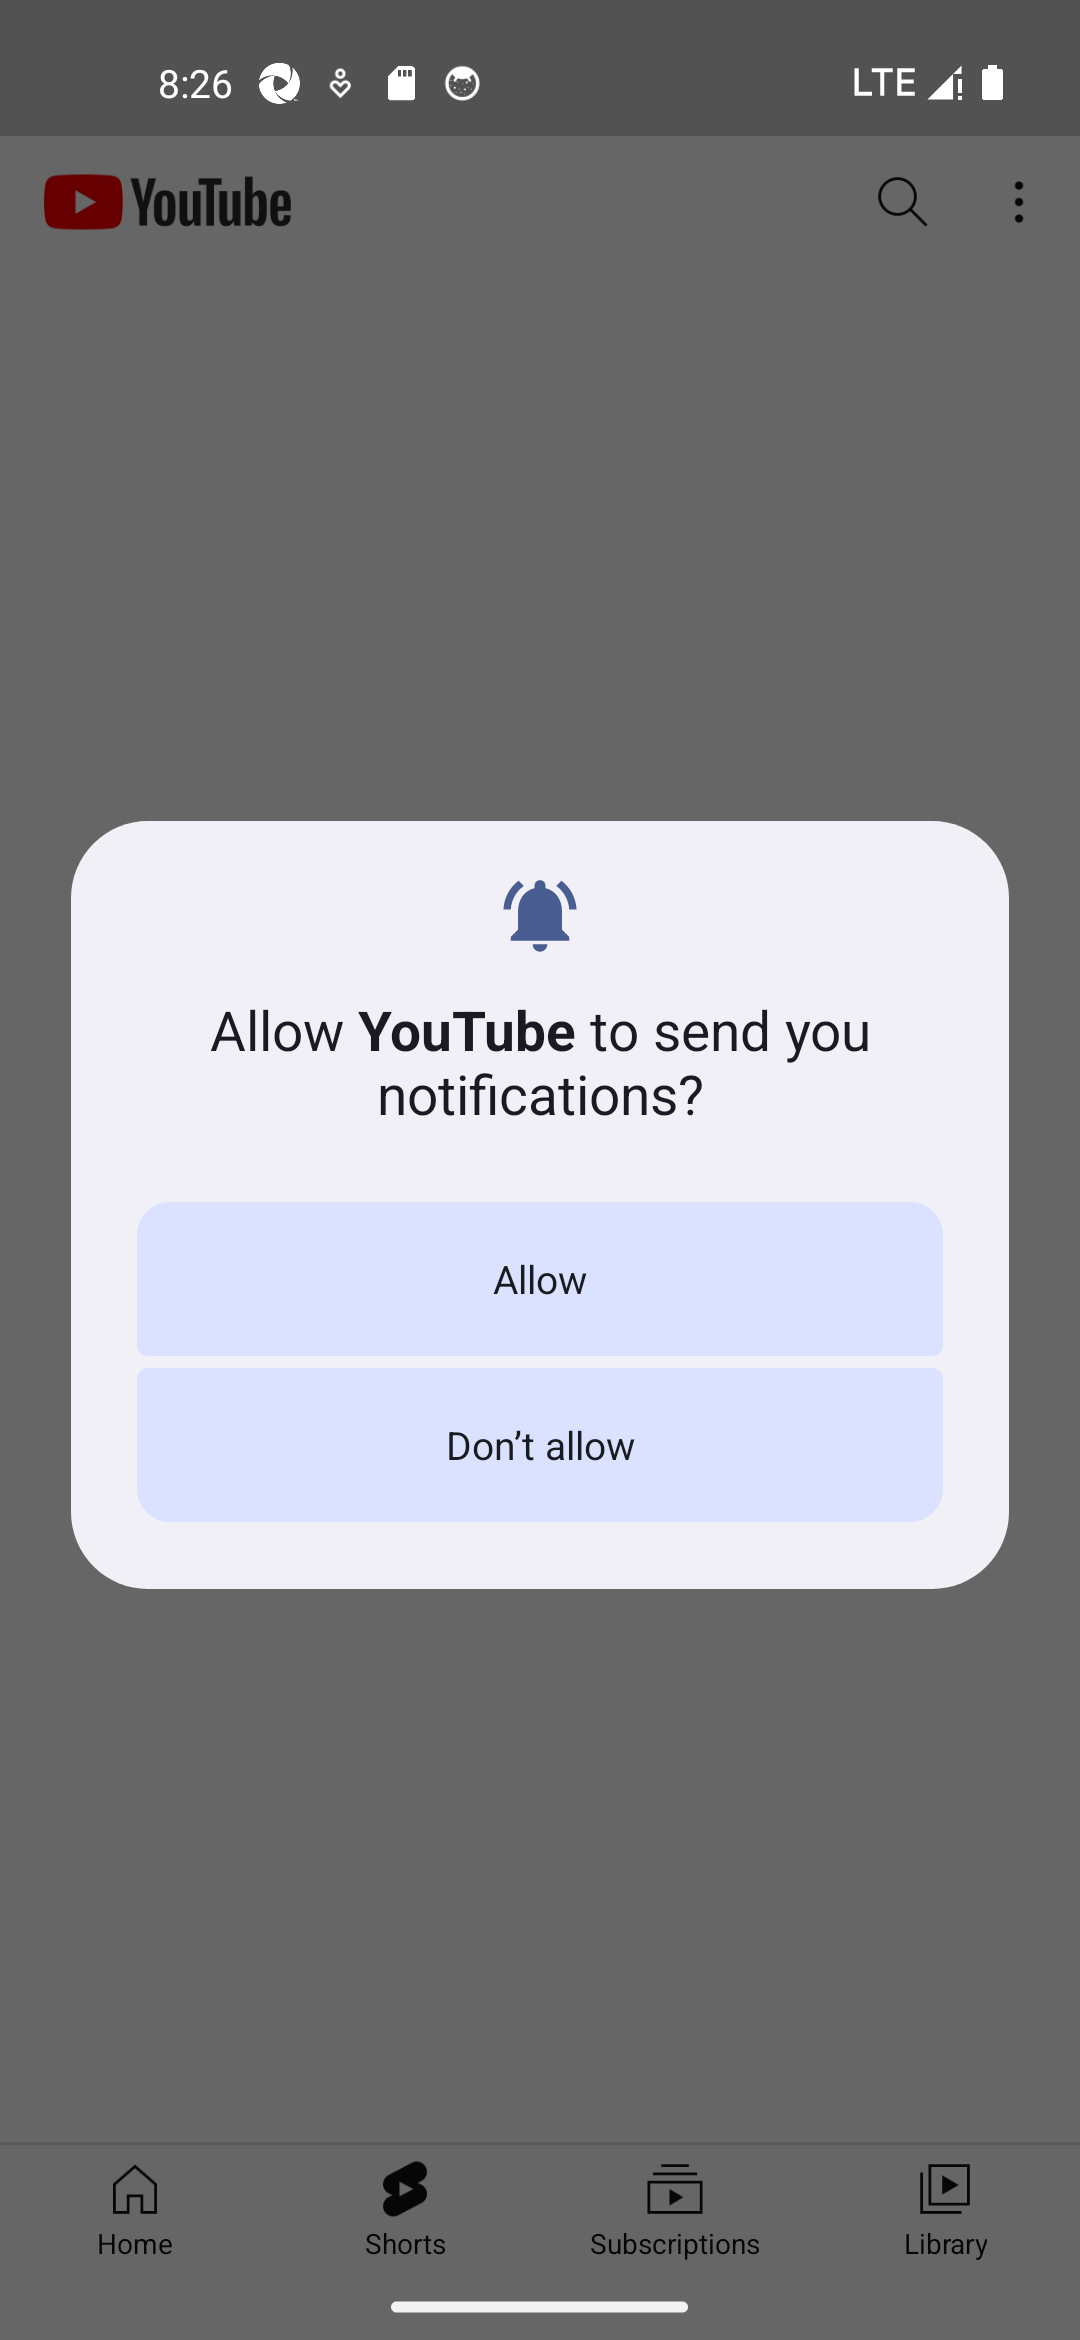 8:26 LTE
YouTube
Allow YouTube to send you
notifications?
Allow
Don’t allow
Home Shorts Subscriptions Library